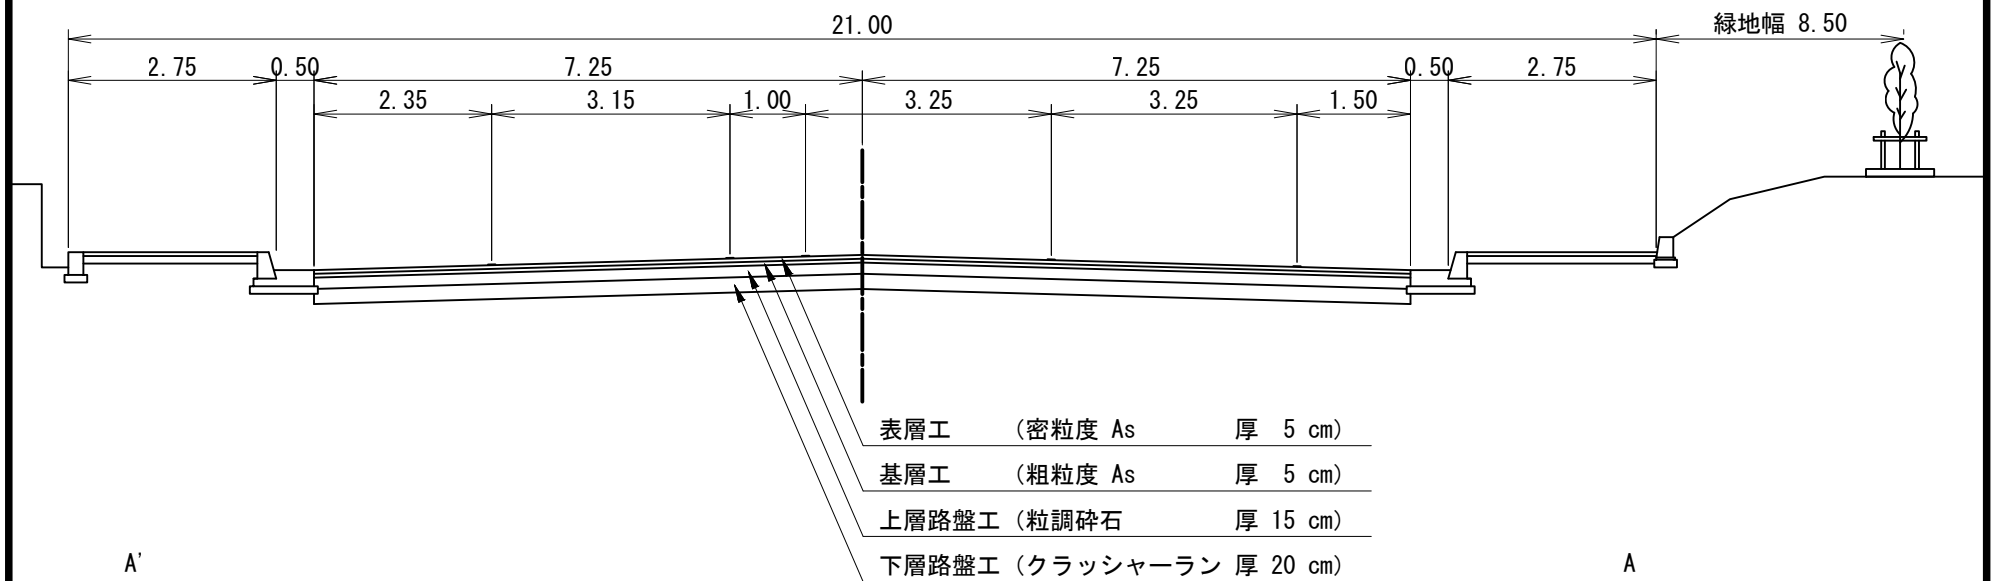 21.00 緑地幅 8.50
2.75 0.50 7.25 7.25 0.50 2.75
2.35 3.15 1.00 3.25 3.25 1.50
表層工 (密粒度 As 厚 5 cm)
基層工 (粗粒度 As 厚 5 cm)
上層路盤工 (粒調砕石 厚 15 cm)
下層路盤工 (クラッシャーラン 厚 20 cm)
A' A